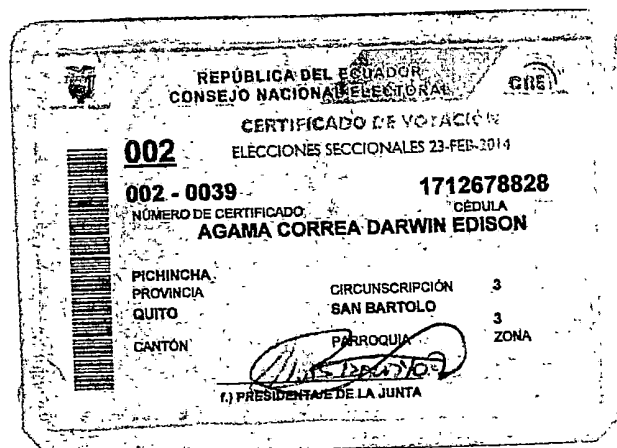 REPÚBLICA DEL ECUADOR
CONSEJO NACIONAL ELECTORAL
CNE
CERTIFICADO DE VOTACIÓN
002
ELECCIONES SECCIONALES 23-FEB-2014
002 - 0039
1712678828
NÚMERO DE CERTIFICADO
CÉDULA
AGAMA CORREA DARWIN EDISON
PICHINCHA
PROVINCIA
CIRCUNSCRIPCIÓN 3
QUITO
SAN BARTOLO
3
CANTÓN
PARROQUIA
ZONA
f.) PRESIDENTA/E DE LA JUNTA